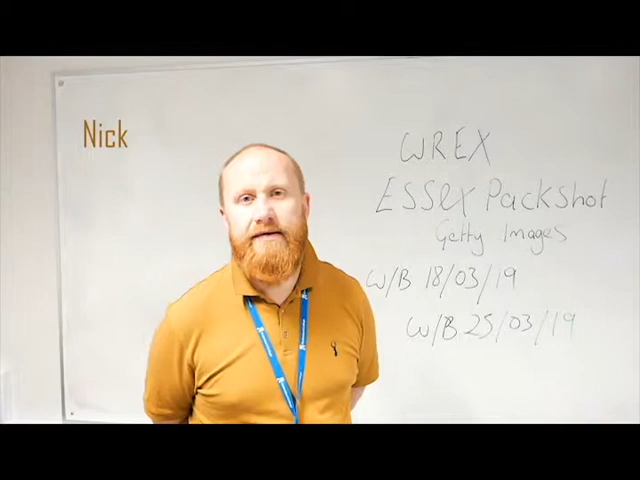 Nick
WREX
ESSEX Packshot
Getty Images
W/B 18/03/19
W/B 25/03/19